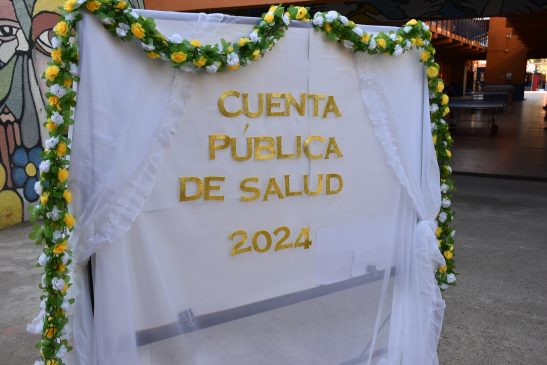 CUENTA
PÚBLICA
DE SALUD
2024